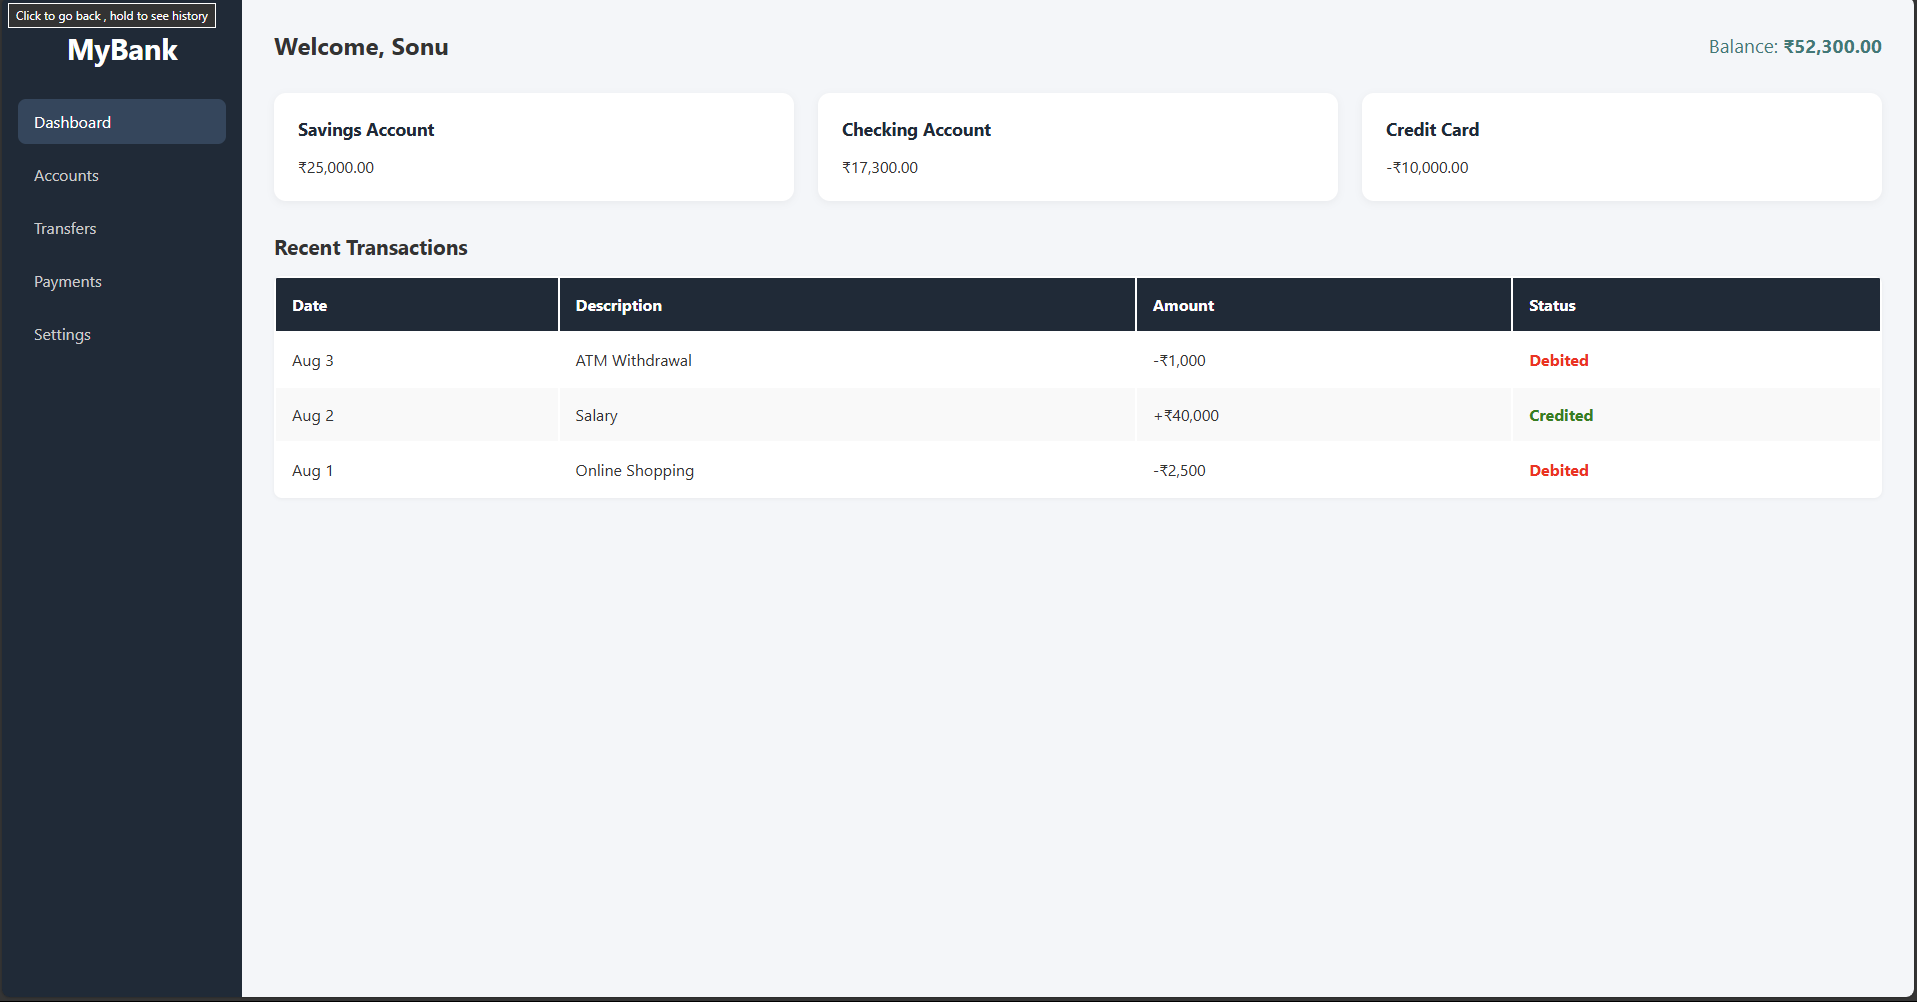 Click to go back , hold to see history
MyBank
Dashboard
Accounts
Transfers
Payments
Settings
Welcome, Sonu
Balance: ₹52,300.00
Savings Account
₹25,000.00
Checking Account
₹17,300.00
Credit Card
-₹10,000.00
Recent Transactions
Date Description Amount Status
Aug 3 ATM Withdrawal -₹1,000 Debited
Aug 2 Salary +₹40,000 Credited
Aug 1 Online Shopping -₹2,500 Debited